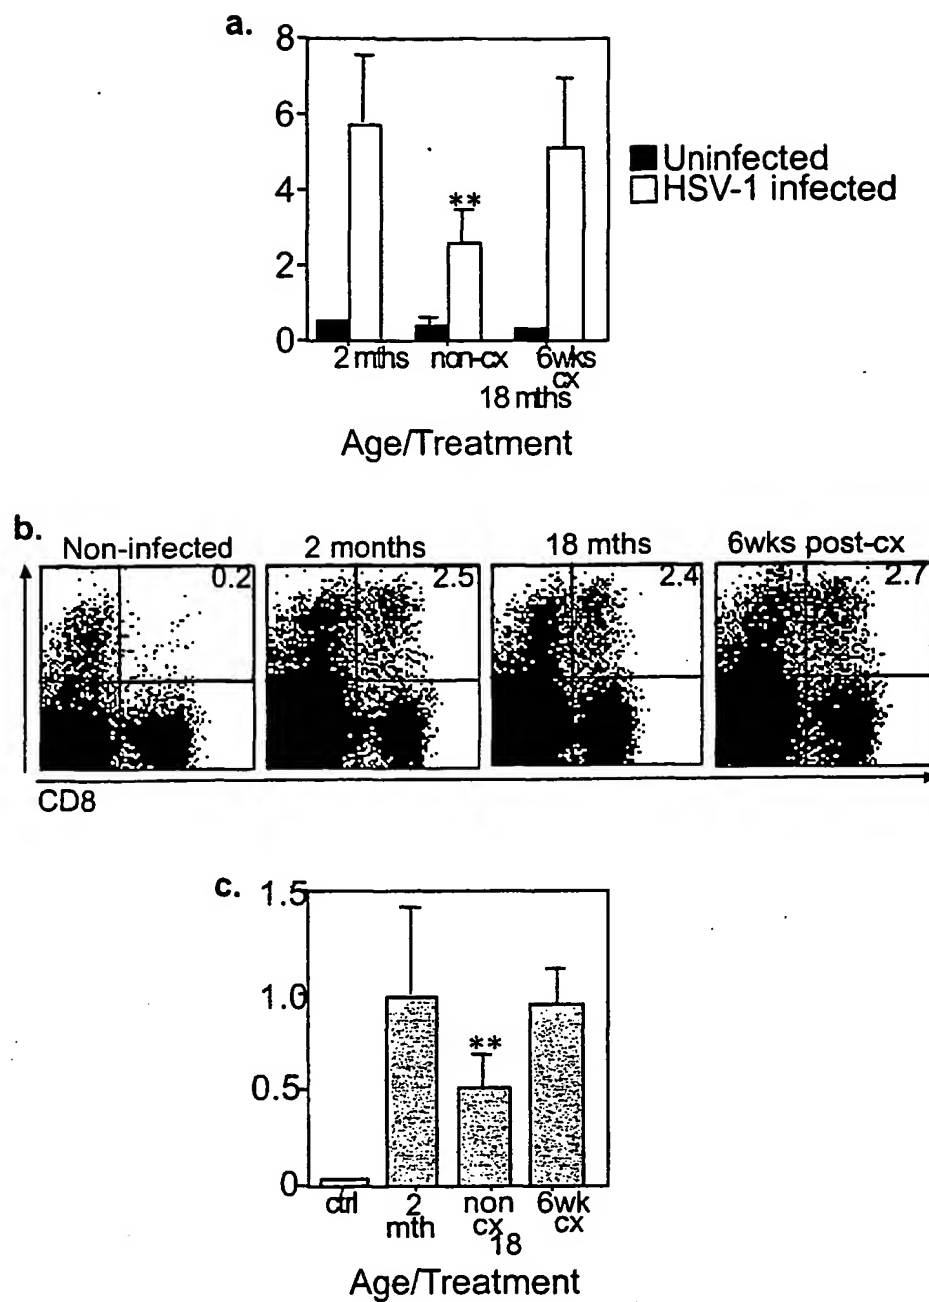 a.
8
6
4
2
0
**
Uninfected
HSV-1 infected
2 mths non-cx 6wks
cx
18 mths
Age/Treatment
b.
Non-infected 2 months 18 mths 6wks post-cx
0.2 2.5 2.4 2.7
CD8
c.
1.5
1.0
0.5
0
**
ctrl 2 non 6wk
mth cx cx
18
Age/Treatment